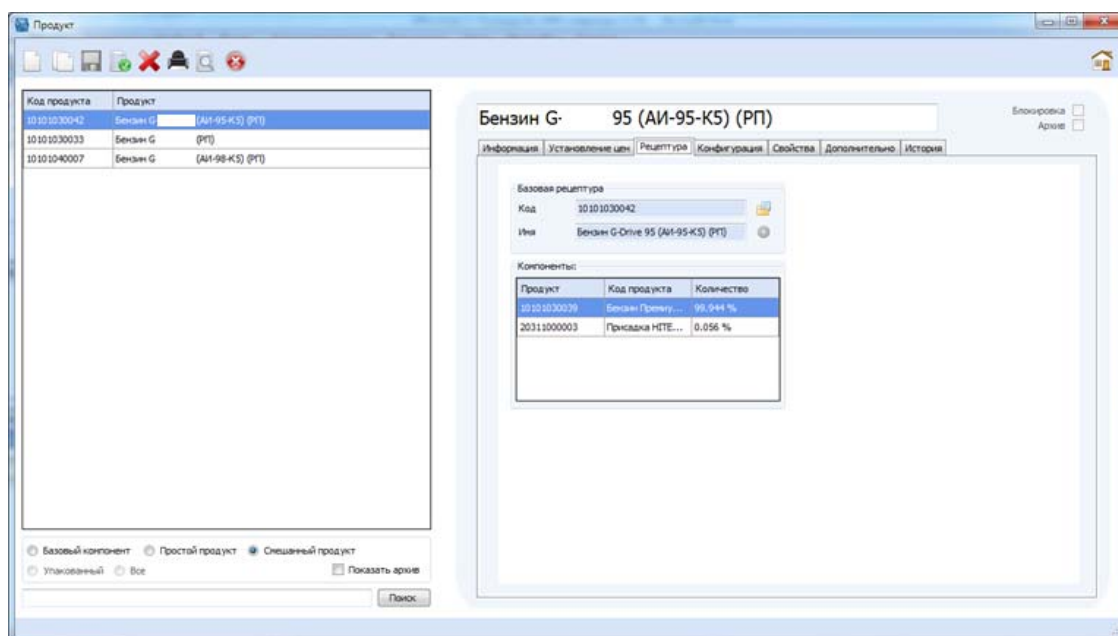 Продукт
Код продукта Продукт
10101030042 Бензин G- (АИ-95-К5) (РП)
10101030033 Бензин G (РП)
10101040007 Бензин G (АИ-98-К5) (РП)
Базовый компонент Простой продукт Смешанный продукт
Упакованный Все Показать архив
Поиск
Бензин G- 95 (АИ-95-К5) (РП)
Блокировка
Архив
Информация Установление цен Рецептура Конфигурация Свойства Дополнительно История
Базовая рецептура
Код 10101030042
Имя Бензин G-Drive 95 (АИ-95-К5) (РП)
Компоненты:
Продукт Код продукта Количество
10101030039 Бензин Премиу... 99.944 %
20311000003 Присадка HITE... 0.056 %